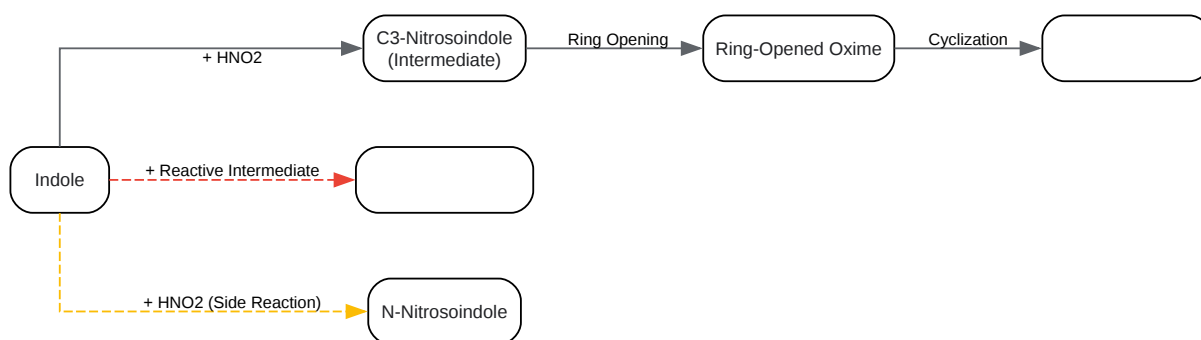 C3-Nitrosoindole
(Intermediate)
Ring Opening
Ring-Opened Oxime
Cyclization
+ HNO2
Indole
+ Reactive Intermediate
+ HNO2 (Side Reaction)
N-Nitrosoindole